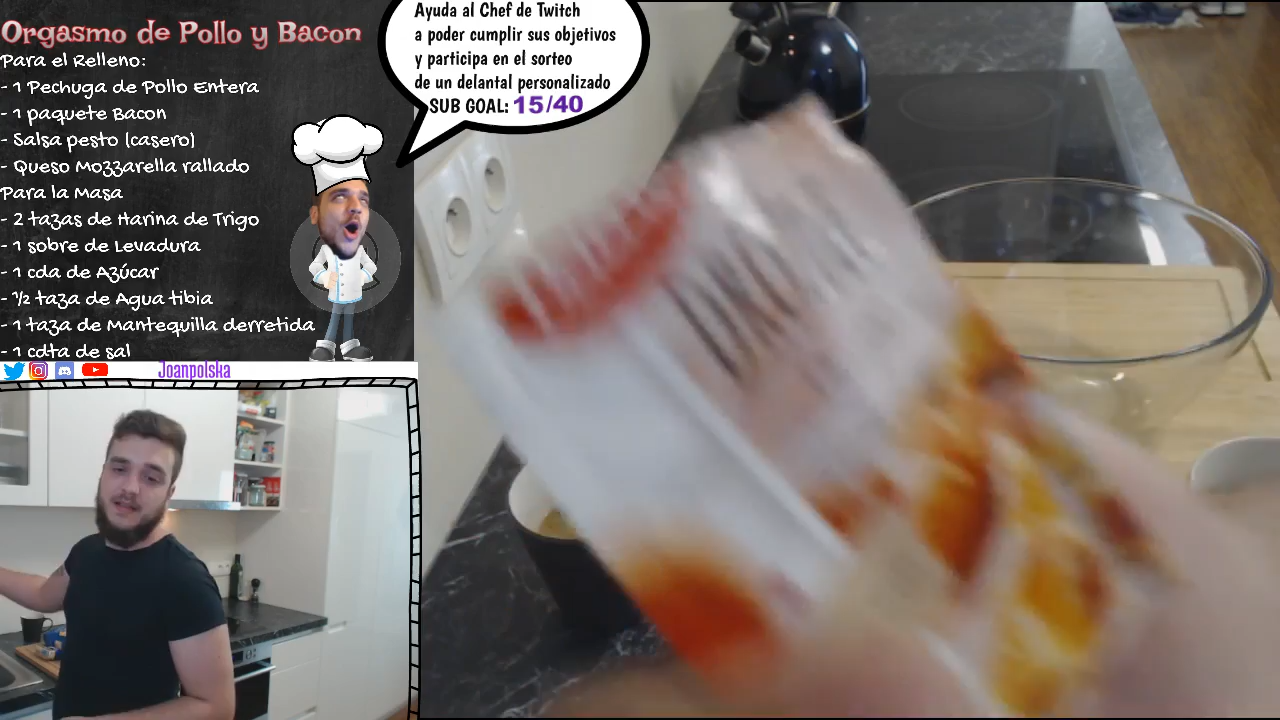 Orgasmo de Pollo y Bacon
Para el Relleno:
- 1 Pechuga de Pollo Entera
- 1 paquete Bacon
- Salsa pesto (casero)
- Queso Mozzarella rallado
Para la Masa
- 2 tazas de Harina de Trigo
- 1 sobre de Levadura
- 1 cda de Azúcar
- ½ taza de Agua tibia
- 1 taza de Mantequilla derretida
- 1 cdta de sal
Ayuda al Chef de Twitch
a poder cumplir sus objetivos
y participa en el sorteo
de un delantal personalizado
SUB GOAL: 15/40
Joanpolska